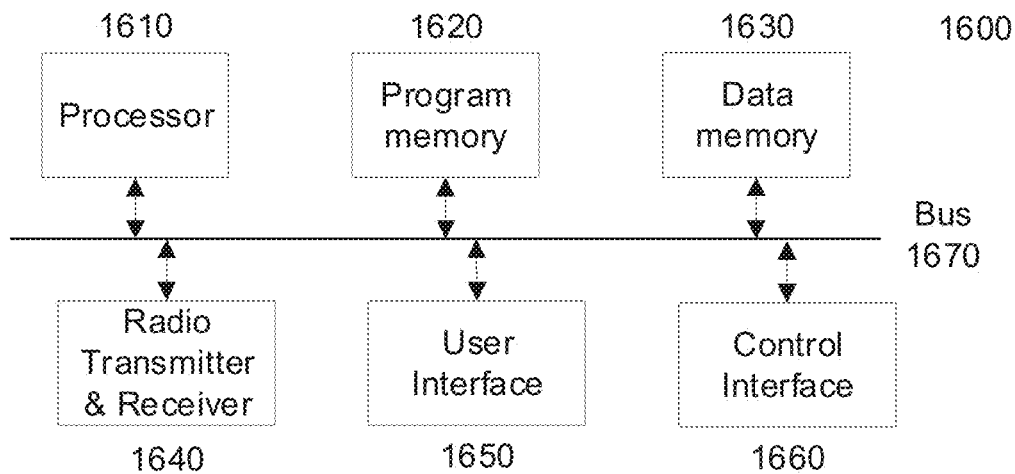 1610
1620
1630
1600
Processor
Program
memory
Data
memory
Bus
1670
Radio
Transmitter
& Receiver
User
Interface
Control
Interface
1640
1650
1660